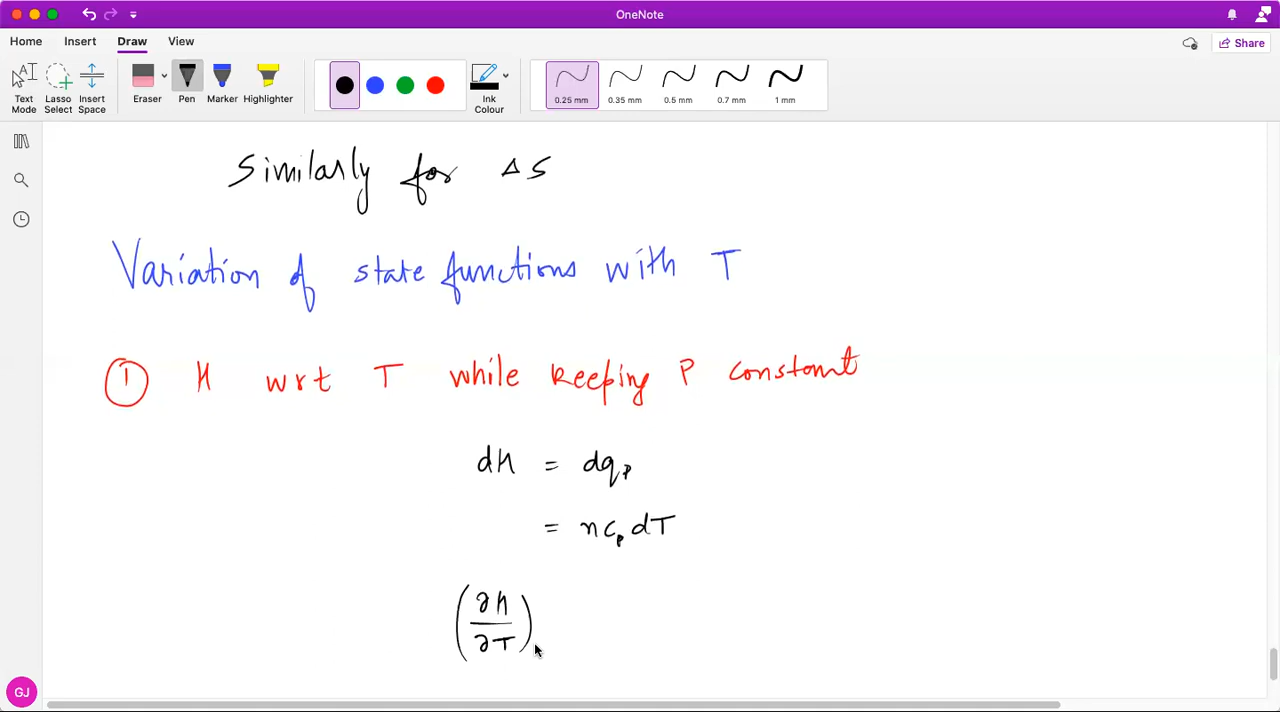 OneNote
Home Insert Draw View
Share
Text Mode Lasso Select Insert Space Eraser Pen Marker Highlighter Ink Colour 0.25 mm 0.35 mm 0.5 mm 0.7 mm 1 mm
Similarly for ΔS
Variation of state functions with T
① H wrt T while keeping P constant
dH = dq_P
= nc_p dT
(∂H/∂T)
GJ